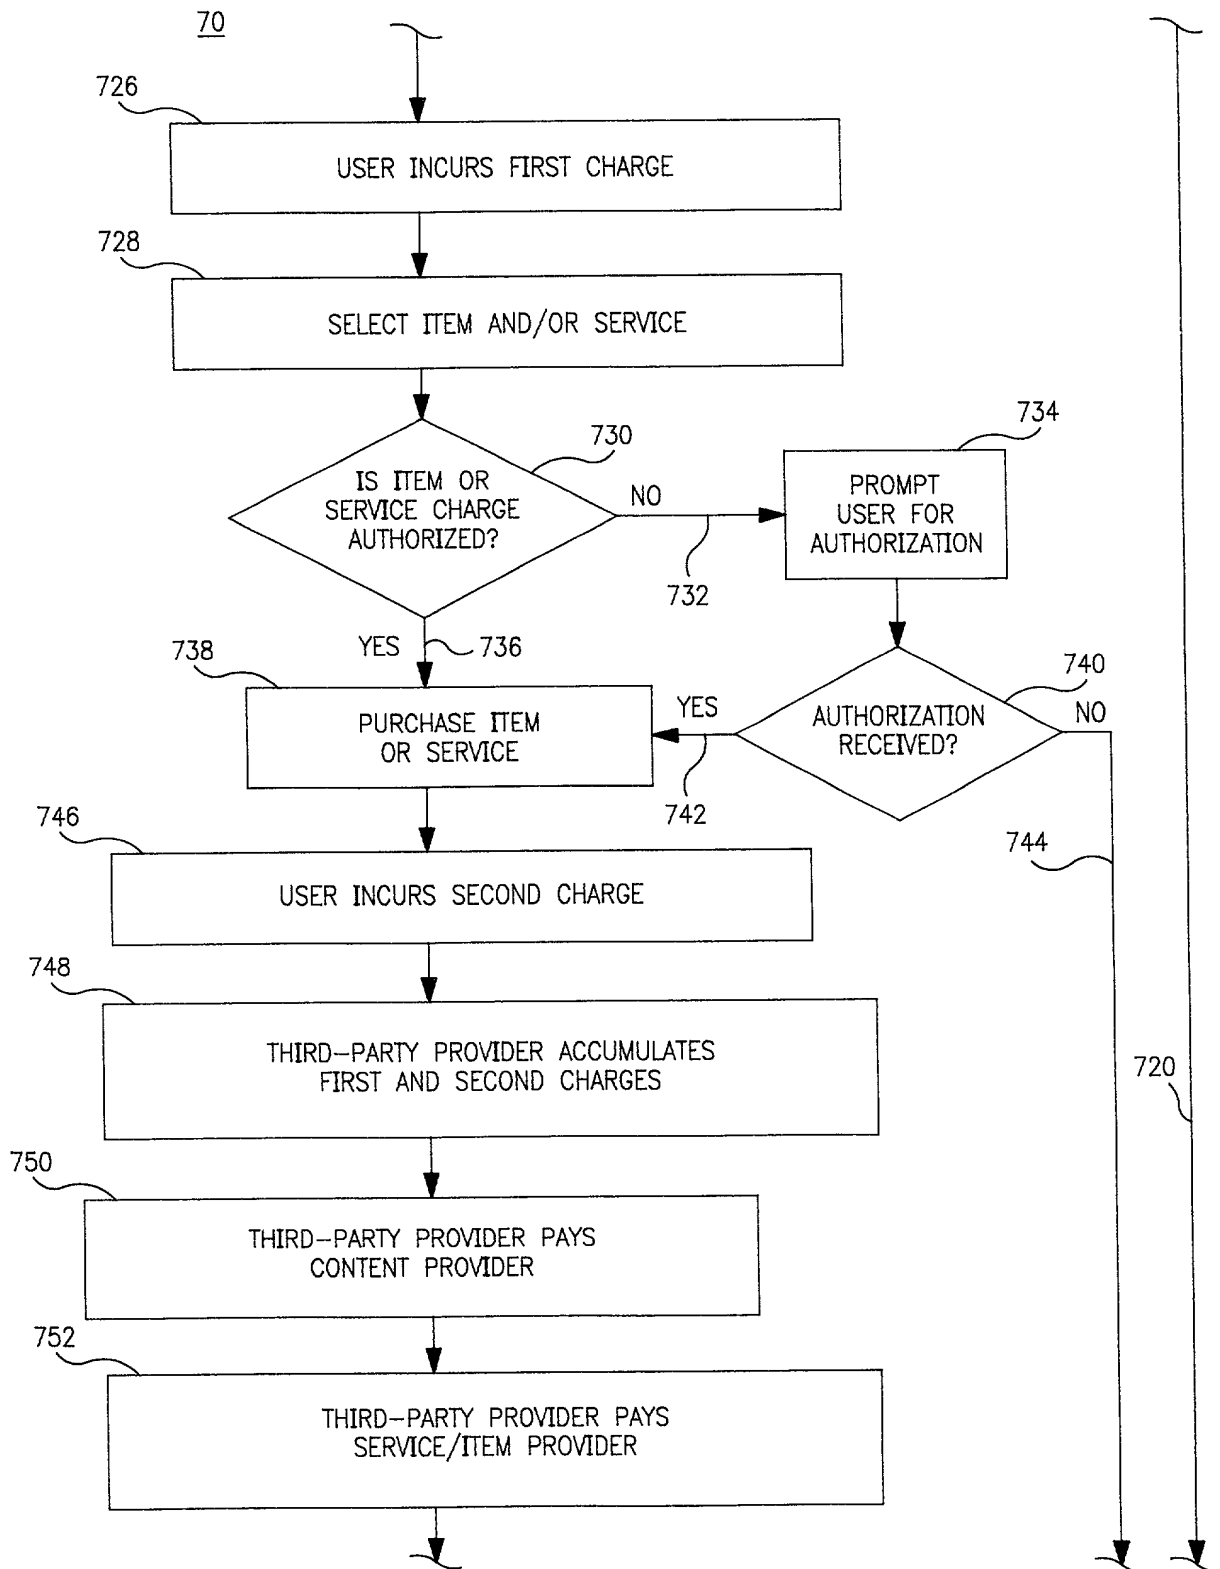 70
726
USER INCURS FIRST CHARGE
728
SELECT ITEM AND/OR SERVICE
730
IS ITEM OR
SERVICE CHARGE
AUTHORIZED?
NO
732
734
PROMPT
USER FOR
AUTHORIZATION
YES
736
738
PURCHASE ITEM
OR SERVICE
740
AUTHORIZATION
RECEIVED?
YES
742
NO
744
746
USER INCURS SECOND CHARGE
748
THIRD-PARTY PROVIDER ACCUMULATES
FIRST AND SECOND CHARGES
720
750
THIRD-PARTY PROVIDER PAYS
CONTENT PROVIDER
752
THIRD-PARTY PROVIDER PAYS
SERVICE/ITEM PROVIDER